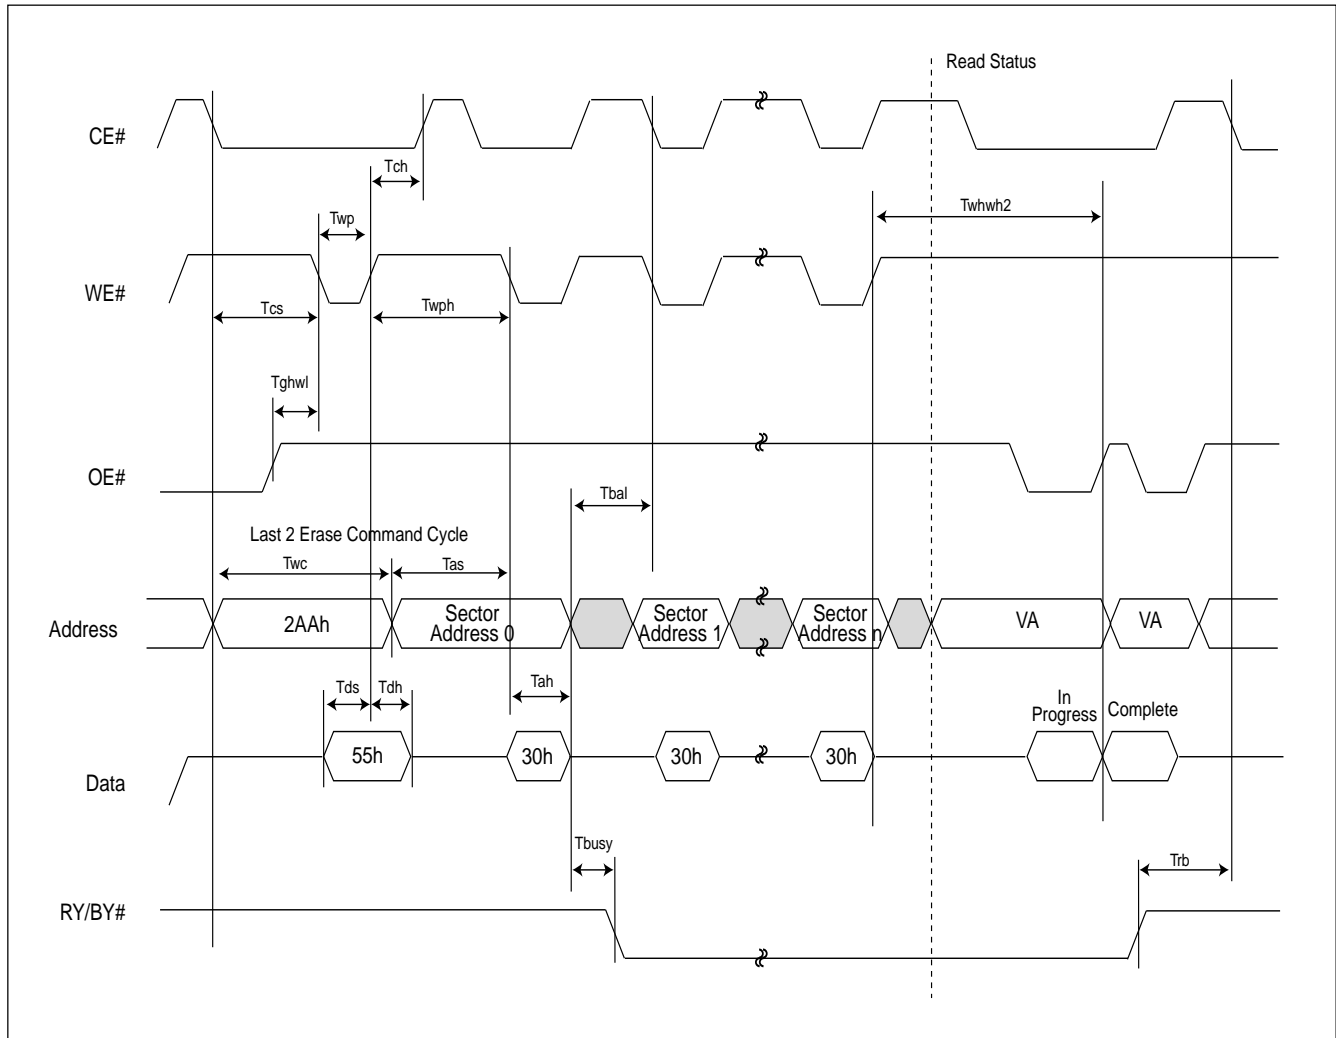 Read Status
CE#
Tch
Twhwh2
Twp
WE#
Tcs
Twph
Tghwl
OE#
Tbal
Last 2 Erase Command Cycle
Twc
Tas
Address
2AAh
Sector
Address 0
Sector
Address 1
Sector
Address n
VA
VA
Tds
Tdh
Tah
In
Progress
Complete
Data
55h
30h
30h
30h
Tbusy
Trb
RY/BY#